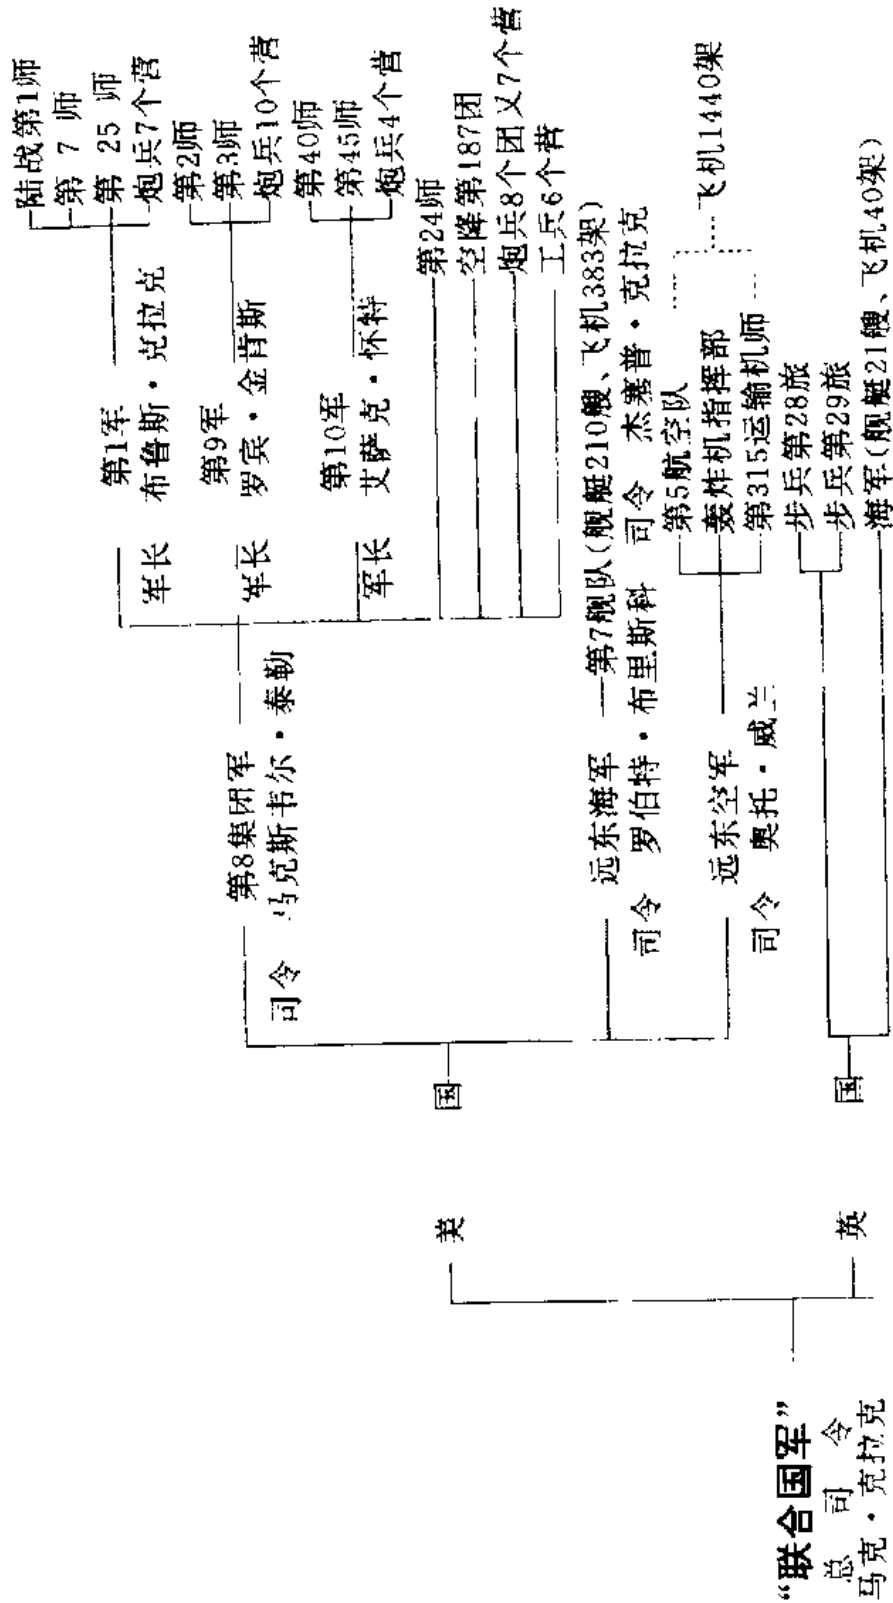 “联合国军”
总司令
马克·克拉克
美国
第8集团军
司令 马克斯韦尔·泰勒
第1军
军长 布鲁斯·克拉克
陆战第1师
第7师
第25师
炮兵7个营
第9军
军长 罗宾·金肯斯
第2师
第3师
炮兵10个营
第10军
军长 艾萨克·怀特
第40师
第45师
炮兵4个营
第24师
空降第187团
炮兵8个团又7个营
工兵6个营
远东海军
司令 罗伯特·布里斯科
第7舰队(舰艇210艘、飞机383架)
司令 杰塞普·克拉克
远东空军
司令 奥托·威兰
第5航空队
轰炸机指挥部
第315运输机师
飞机1440架
英国
步兵第28旅
步兵第29旅
海军(舰艇21艘、飞机40架)